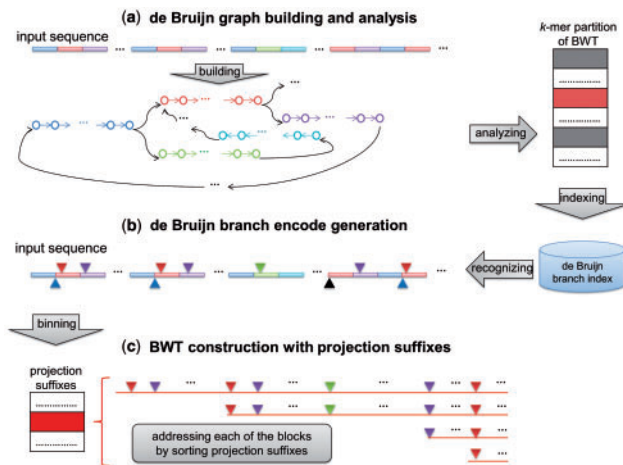 (a) de Bruijn graph building and analysis
input sequence
building
k-mer partition
of BWT
analyzing
indexing
(b) de Bruijn branch encode generation
input sequence
recognizing
de Bruijn
branch index
binning
(c) BWT construction with projection suffixes
projection
suffixes
addressing each of the blocks
by sorting projection suffixes